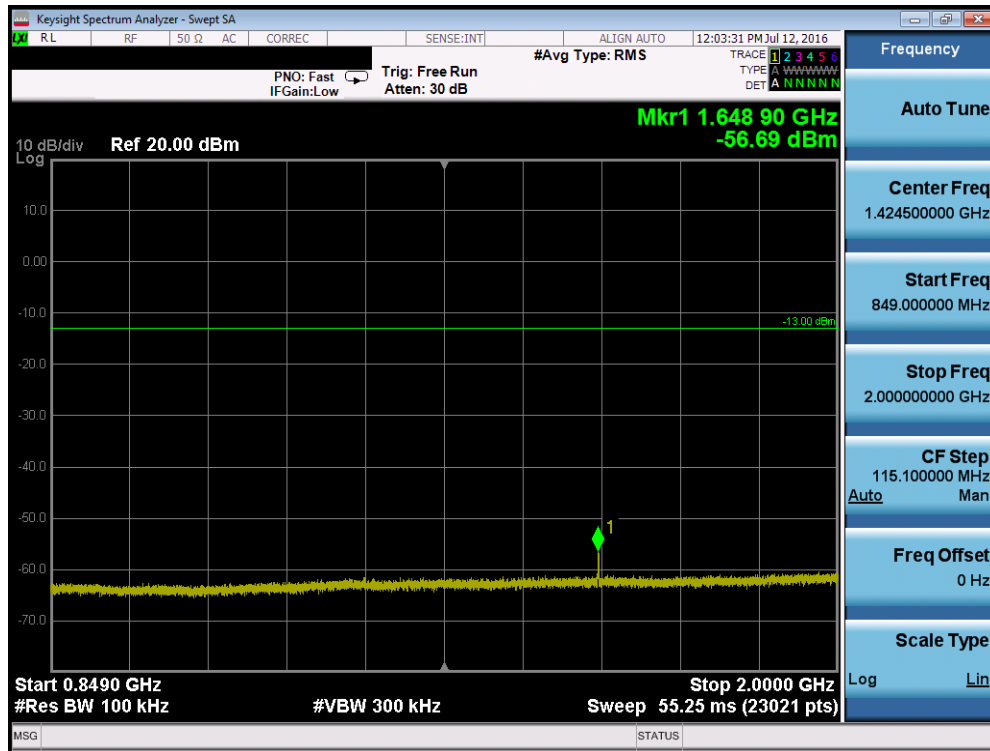 Keysight Spectrum Analyzer - Swept SA
LXI RL RF 50 Ω AC CORREC SENSE:INT ALIGN AUTO 12:03:31 PM Jul 12, 2016
Frequency
#Avg Type: RMS
TRACE 1 2 3 4 5 6
PNO: Fast Trig: Free Run
TYPE A WWWWW
IFGain:Low Atten: 30 dB
DET A N N N N N
Mkr1 1.648 90 GHz
-56.69 dBm
10 dB/div Ref 20.00 dBm
Log
10.0
0.00
-10.0
-13.00 dBm
-20.0
-30.0
-40.0
-50.0
1
-60.0
-70.0
Start 0.8490 GHz Stop 2.0000 GHz
#Res BW 100 kHz #VBW 300 kHz Sweep 55.25 ms (23021 pts)
MSG STATUS
Auto Tune
Center Freq
1.424500000 GHz
Start Freq
849.000000 MHz
Stop Freq
2.000000000 GHz
CF Step
115.100000 MHz
Auto Man
Freq Offset
0 Hz
Scale Type
Log Lin